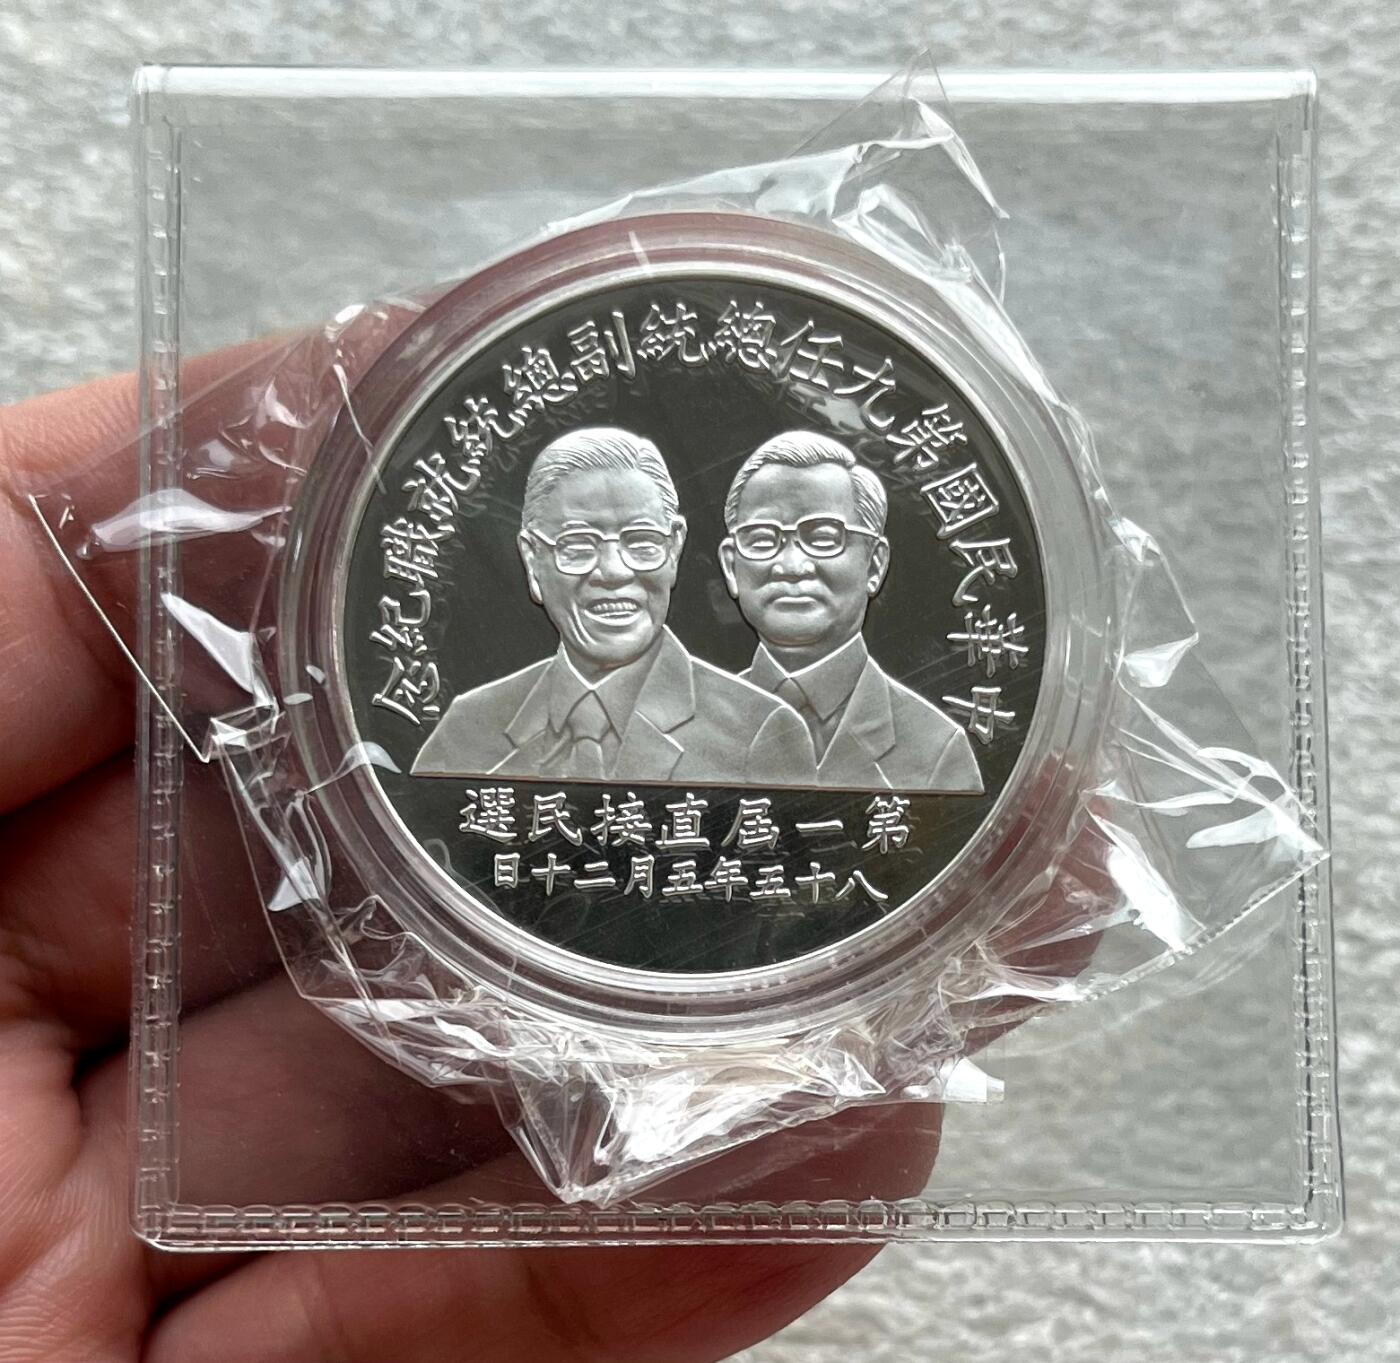 中華民國第九任總統副總統就職紀念
第一屆直接民選
八十五年五月二十日